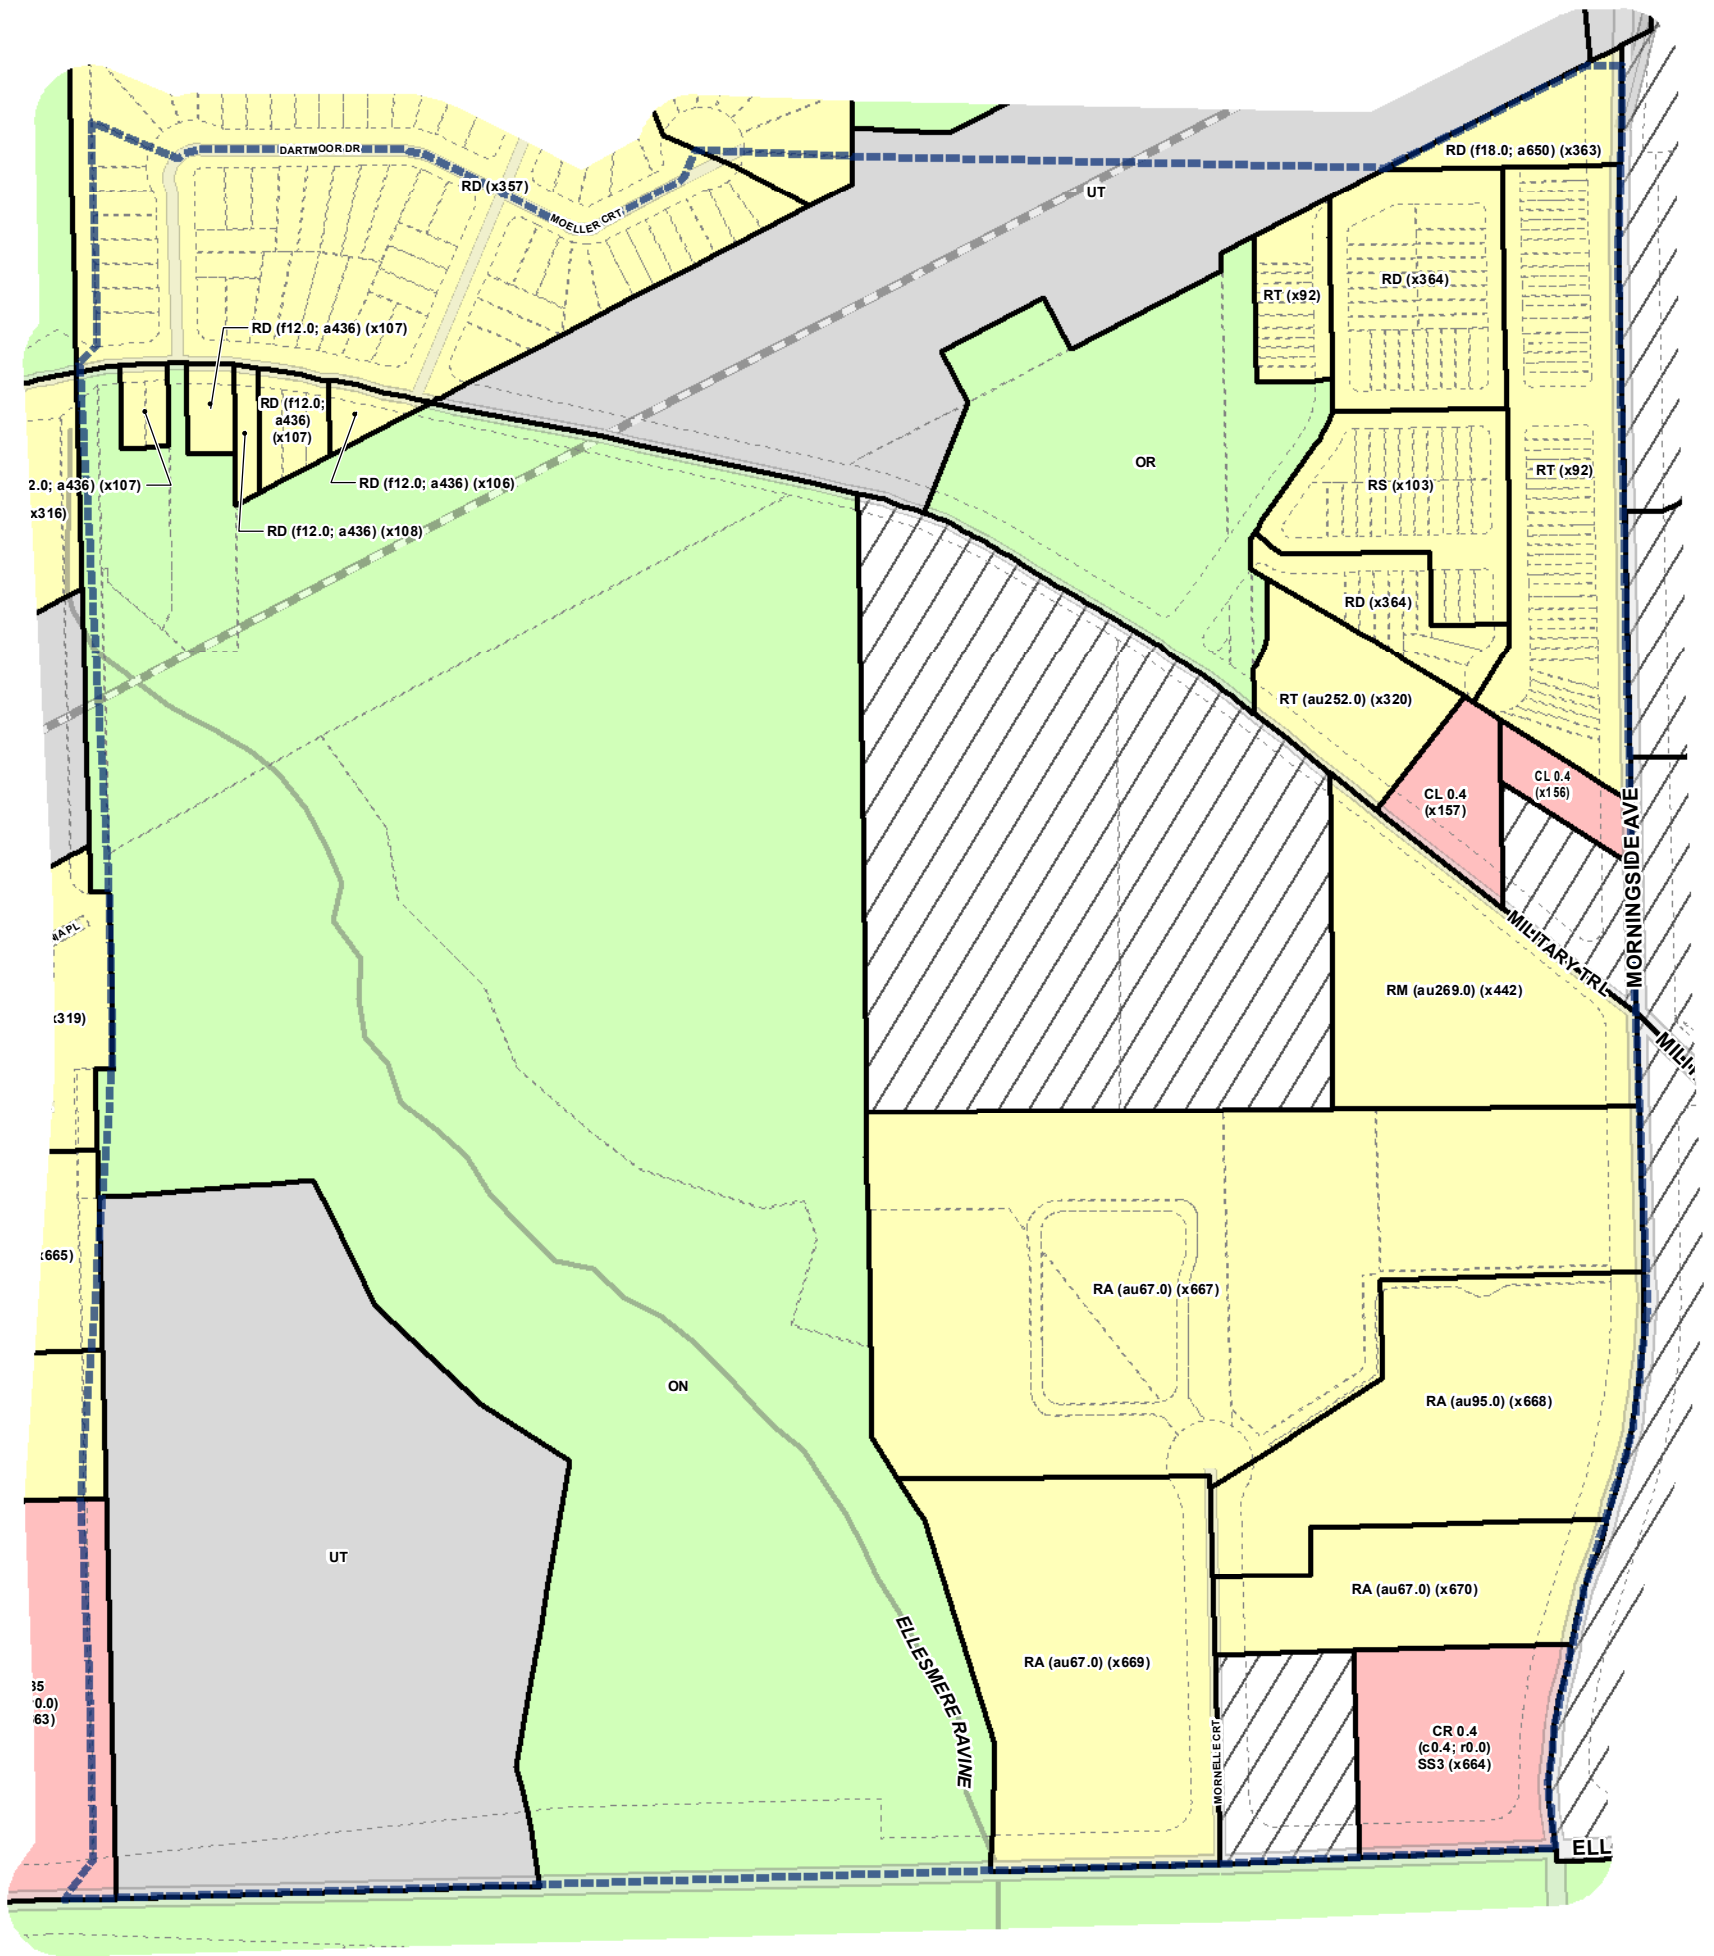 DARTMOOR DR
RD (f18.0; a650) (x363)
RD (x357)
UT
MOELLER CRT
RD (x364)
RT (x92)
RD (f12.0; a436) (x107)
RD (f12.0;
a436)
(x107)
OR
RT (x92)
RS (x103)
2.0; a436) (x107)
RD (f12.0; a436) (x106)
x316)
RD (f12.0; a436) (x108)
RD (x364)
RT (au252.0) (x320)
CL 0.4
(x156)
CL 0.4
(x157)
MORNINGSIDE AVE
MILITARY TRL
RM (au269.0) (x442)
x319)
x665)
RA (au67.0) (x667)
ON
RA (au95.0) (x668)
UT
RA (au67.0) (x670)
ELLESMERE RAVINE
RA (au67.0) (x669)
MORNELLE CRT
CR 0.4
(c0.4; r0.0)
SS3 (x664)
ELL